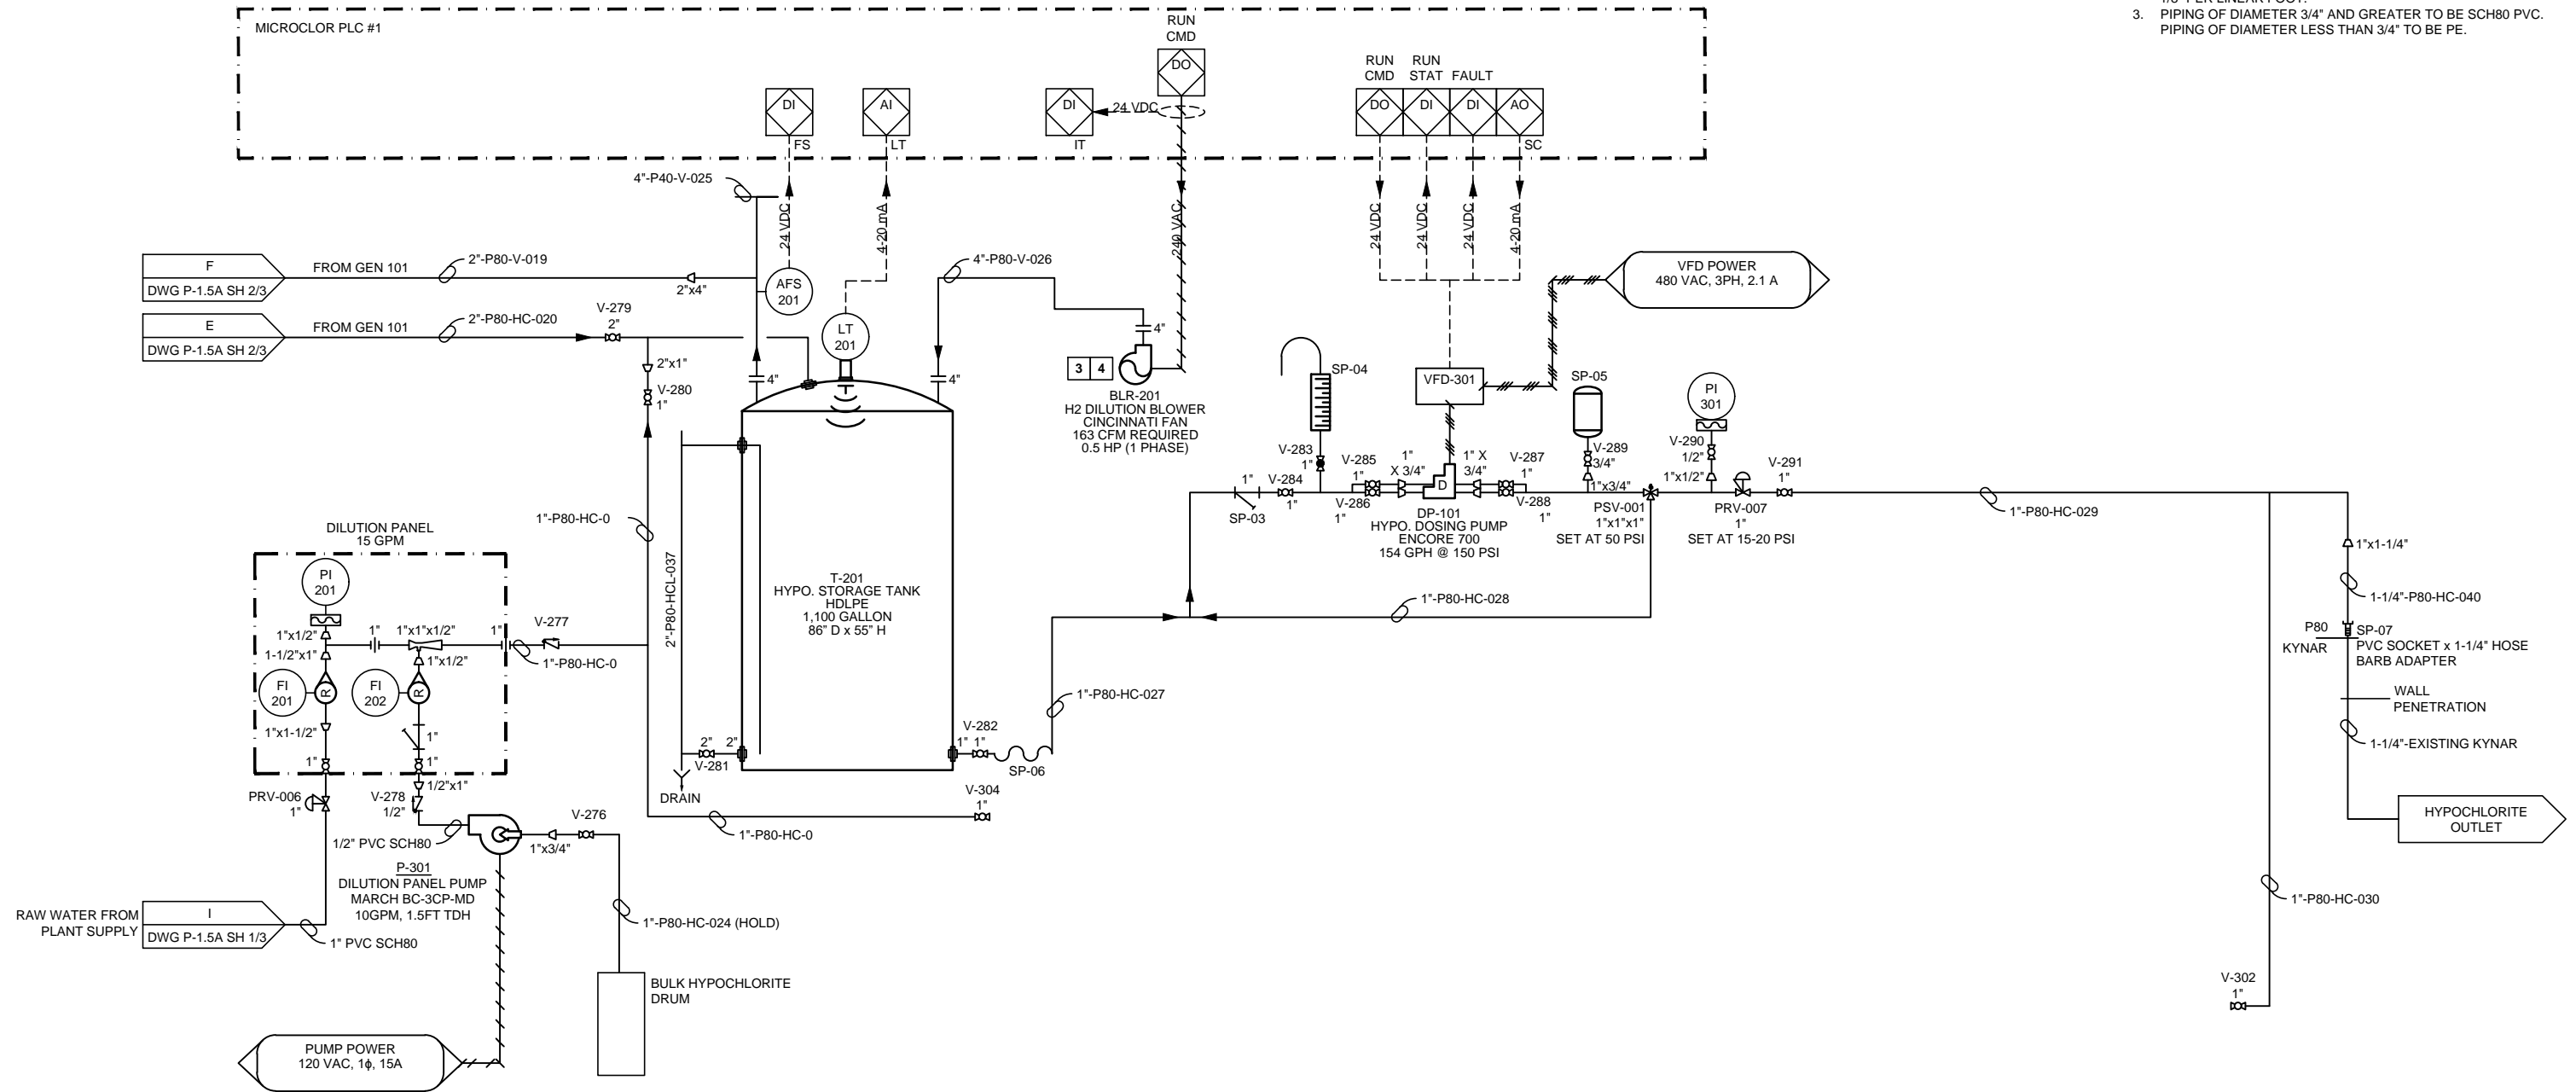 MICROCLOR PLC #1
RUN
CMD
DO
DI
FS
AI
LT
DI
IT
24 VDC
RUN
CMD
RUN
STAT
FAULT
DO
DI
DI
AO
SC
3. PIPING OF DIAMETER 3/4" AND GREATER TO BE SCH80 PVC.
PIPING OF DIAMETER LESS THAN 3/4" TO BE PE.
4"-P40-V-025
24 VDC
4-20 mA
240 VAC
24 VDC
24 VDC
24 VDC
4-20 mA
F
DWG P-1.5A SH 2/3
FROM GEN 101
2"-P80-V-019
2"x4"
AFS
201
4"-P80-V-026
VFD POWER
480 VAC, 3PH, 2.1 A
E
DWG P-1.5A SH 2/3
FROM GEN 101
2"-P80-HC-020
V-279
2"
LT
201
2"x1"
V-280
1"
4"
4"
4"
3 4
BLR-201
H2 DILUTION BLOWER
CINCINNATI FAN
163 CFM REQUIRED
0.5 HP (1 PHASE)
SP-04
VFD-301
SP-05
PI
301
V-283
1"
V-284
1"
1"
SP-03
V-285
1"
V-286
1"
1"
X 3/4"
1" X
3/4"
D
V-287
1"
V-288
1"
V-289
3/4"
1"x3/4"
V-290
1/2"
1"x1/2"
V-291
1"
DP-101
HYPO. DOSING PUMP
ENCORE 700
154 GPH @ 150 PSI
PSV-001
1"x1"x1"
SET AT 50 PSI
PRV-007
1"
SET AT 15-20 PSI
1"-P80-HC-029
1"x1-1/4"
1-1/4"-P80-HC-040
P80
KYNAR
SP-07
PVC SOCKET x 1-1/4" HOSE
BARB ADAPTER
WALL
PENETRATION
1-1/4"-EXISTING KYNAR
HYPOCHLORITE
OUTLET
1"-P80-HC-030
V-302
1"
1"-P80-HC-028
1"-P80-HC-027
DILUTION PANEL
15 GPM
1"-P80-HC-0
PI
201
1"x1/2"
1-1/2"x1"
1"
1"x1"x1/2"
1"
1"x1/2"
V-277
1"-P80-HC-0
FI
201
R
FI
202
R
1"x1-1/2"
1"
1"
1"
2"-P80-HCL-037
T-201
HYPO. STORAGE TANK
HDLPE
1,100 GALLON
86" D x 55" H
2"
2"
V-281
DRAIN
V-282
1"
1"
SP-06
V-304
1"
1"-P80-HC-0
PRV-006
1"
1/2"x1"
V-278
1/2"
1/2" PVC SCH80
V-276
1"x3/4"
P-301
DILUTION PANEL PUMP
MARCH BC-3CP-MD
10GPM, 1.5FT TDH
RAW WATER FROM
PLANT SUPPLY
I
DWG P-1.5A SH 1/3
1" PVC SCH80
1"-P80-HC-024 (HOLD)
BULK HYPOCHLORITE
DRUM
PUMP POWER
120 VAC, 1ϕ, 15A